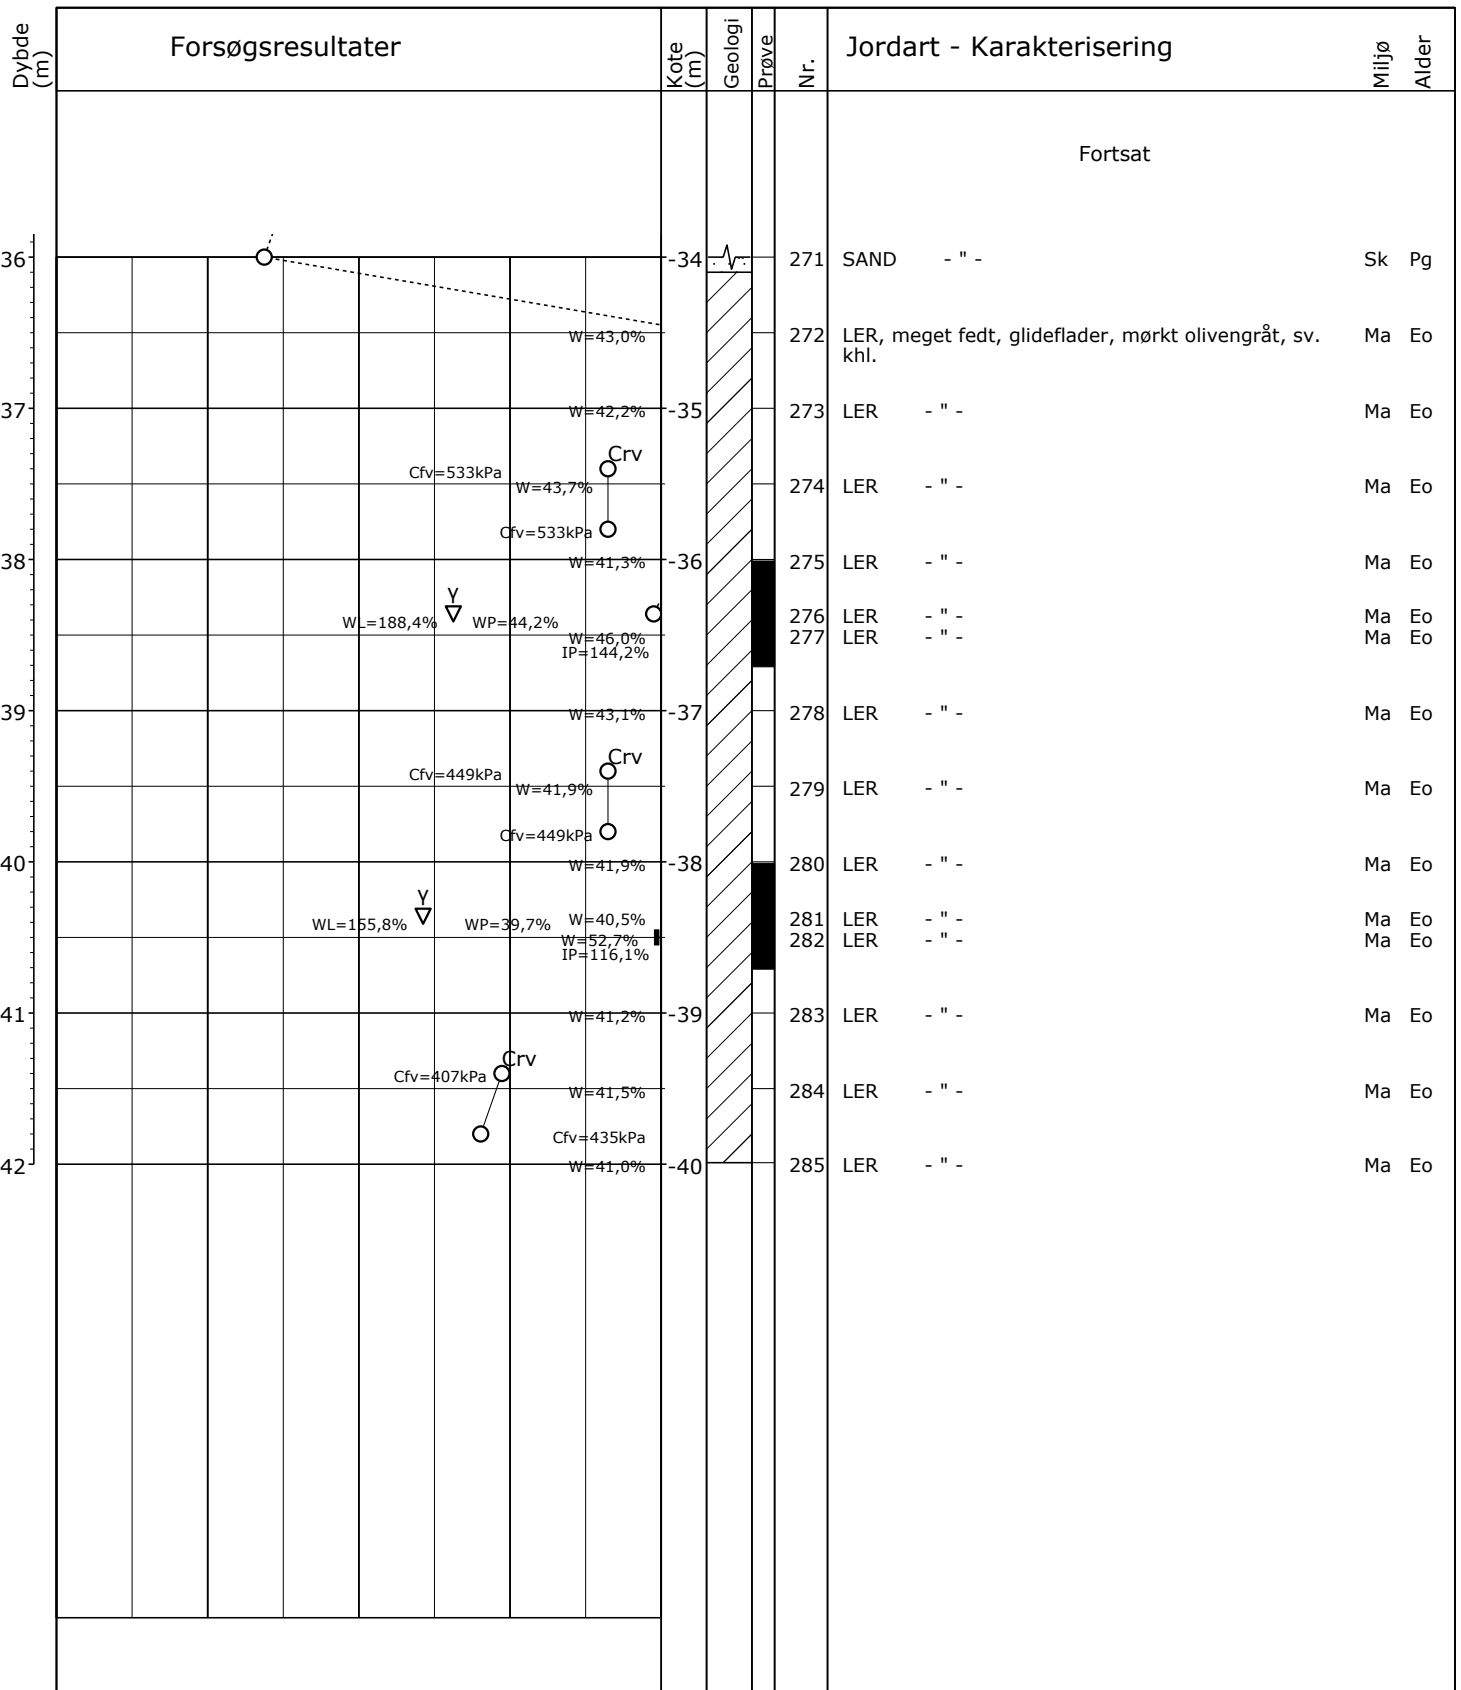 Dybde (m)
Forsøgsresultater
Kote (m)
Geologi
Prøve
Nr.
Jordart - Karakterisering
Miljø
Alder
Fortsat
36 -34 271 SAND - " - Sk Pg
W=43,0% 272 LER, meget fedt, glideflader, mørkt olivengråt, sv. Ma Eo
khl.
37 W=42,2% -35 273 LER - " - Ma Eo
Crv
Cfv=533kPa
W=43,7% 274 LER - " - Ma Eo
Cfv=533kPa
38 W=41,3% -36 275 LER - " - Ma Eo
γ
WL=188,4% WP=44,2% 276 LER - " - Ma Eo
W=46,0% 277 LER - " - Ma Eo
IP=144,2%
39 W=43,1% -37 278 LER - " - Ma Eo
Crv
Cfv=449kPa
W=41,9% 279 LER - " - Ma Eo
Cfv=449kPa
40 W=41,9% -38 280 LER - " - Ma Eo
γ
WL=155,8% WP=39,7% W=40,5% 281 LER - " - Ma Eo
W=52,7% 282 LER - " - Ma Eo
IP=116,1%
41 W=41,2% -39 283 LER - " - Ma Eo
Crv
Cfv=407kPa
W=41,5% 284 LER - " - Ma Eo
Cfv=435kPa
42 W=41,0% -40 285 LER - " - Ma Eo